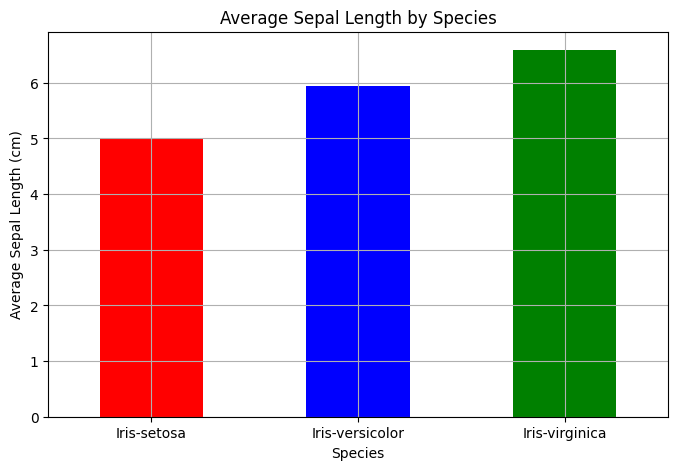 Average Sepal Length by Species
Average Sepal Length (cm)
6
5
4
3
2
1
0
Iris-setosa
Iris-versicolor
Iris-virginica
Species